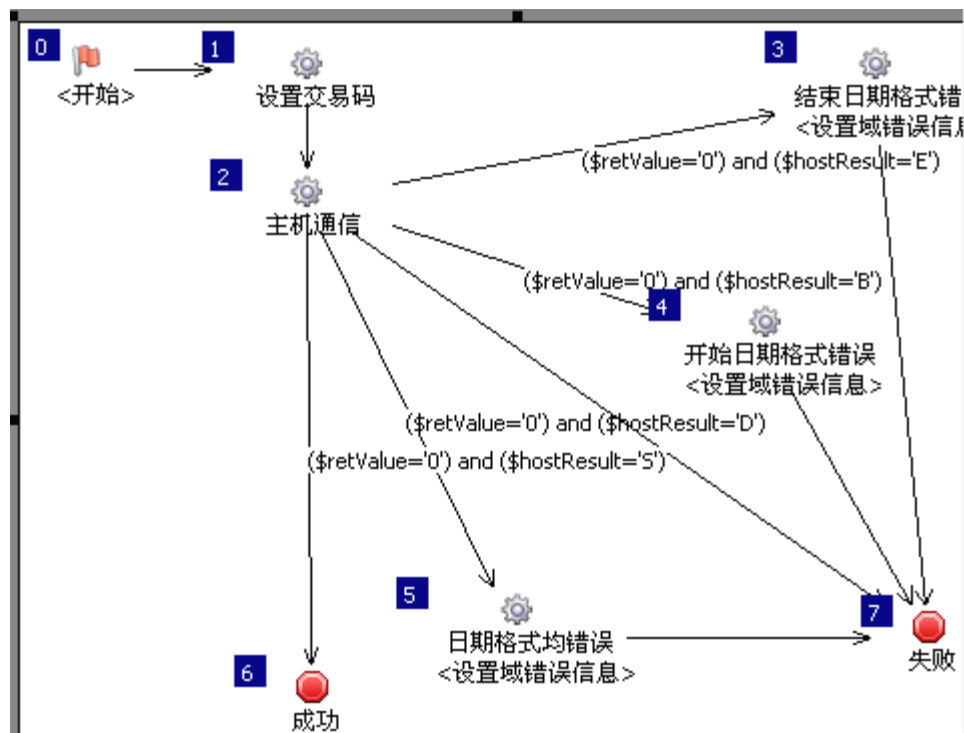 0
<开始>
1
设置交易码
3
结束日期格式错
<设置域错误信息
($retValue='0') and ($hostResult='E')
2
主机通信
($retValue='0') and ($hostResult='B')
4
开始日期格式错误
<设置域错误信息>
($retValue='0') and ($hostResult='D')
($retValue='0') and ($hostResult='S')
5
日期格式均错误
<设置域错误信息>
7
失败
6
成功